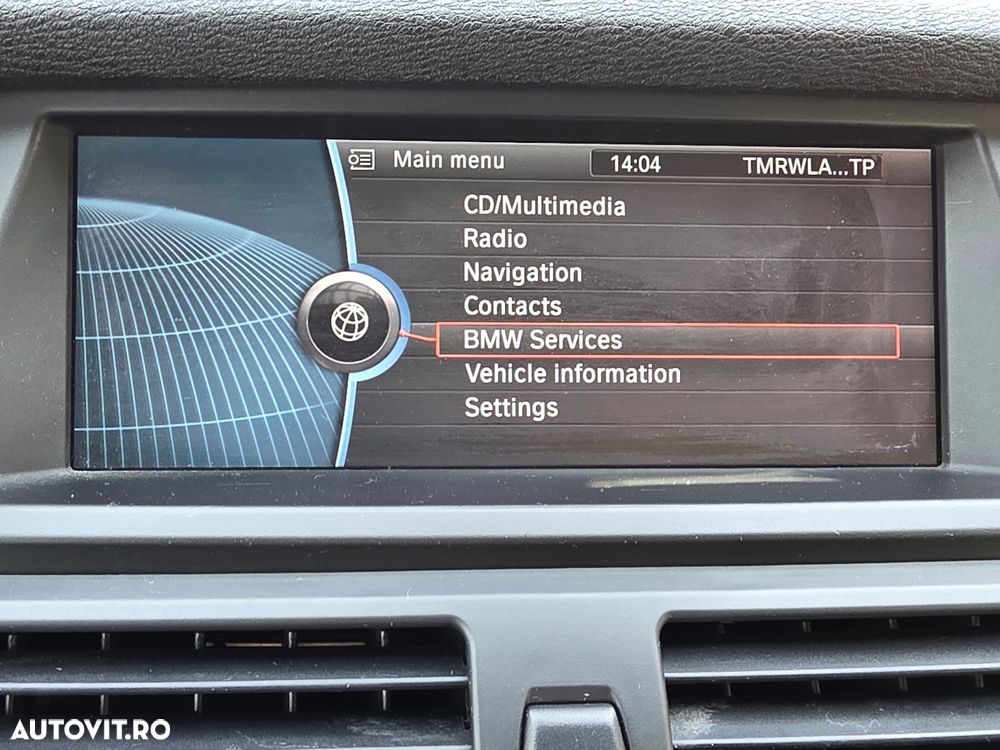 Main menu 14:04 TMRWLA...TP
CD/Multimedia
Radio
Navigation
Contacts
BMW Services
Vehicle information
Settings
AUTOVIT.RO